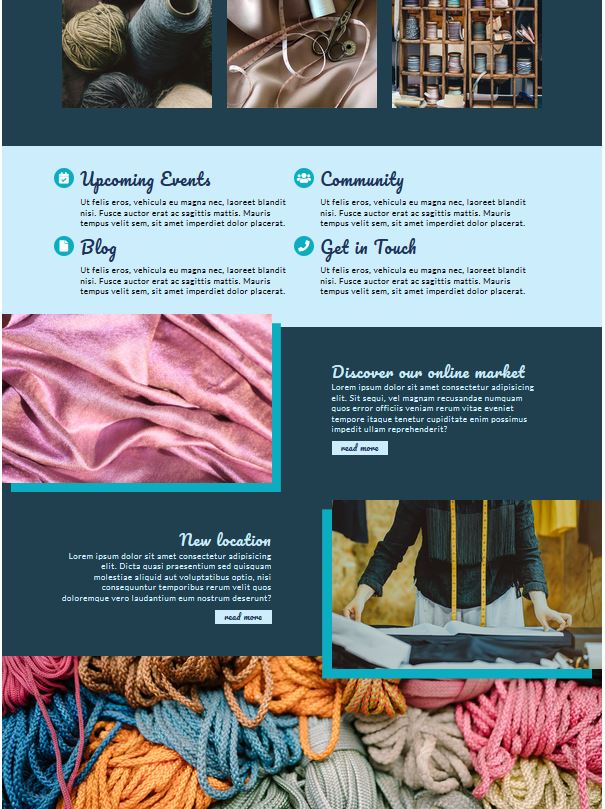 Upcoming Events
Ut felis eros, vehicula eu magna nec, laoreet blandit
nisi. Fusce auctor erat ac sagittis mattis. Mauris
tempus velit sem, sit amet imperdiet dolor placerat.
Community
Ut felis eros, vehicula eu magna nec, laoreet blandit
nisi. Fusce auctor erat ac sagittis mattis. Mauris
tempus velit sem, sit amet imperdiet dolor placerat.
Blog
Ut felis eros, vehicula eu magna nec, laoreet blandit
nisi. Fusce auctor erat ac sagittis mattis. Mauris
tempus velit sem, sit amet imperdiet dolor placerat.
Get in Touch
Ut felis eros, vehicula eu magna nec, laoreet blandit
nisi. Fusce auctor erat ac sagittis mattis. Mauris
tempus velit sem, sit amet imperdiet dolor placerat.
Discover our online market
Lorem ipsum dolor sit amet consectetur adipisicing
elit. Sit sequi, vel magnam recusandae numquam
quos error officiis veniam rerum vitae eveniet
tempore itaque tenetur cupiditate enim possimus
impedit ullam reprehenderit?
read more
New location
Lorem ipsum dolor sit amet consectetur adipisicing
elit. Dicta quasi praesentium sed quisquam
molestiae aliquid aut voluptatibus optio, nisi
consequuntur temporibus rerum velit quos
doloremque vero laudantium eum nostrum deserunt?
read more